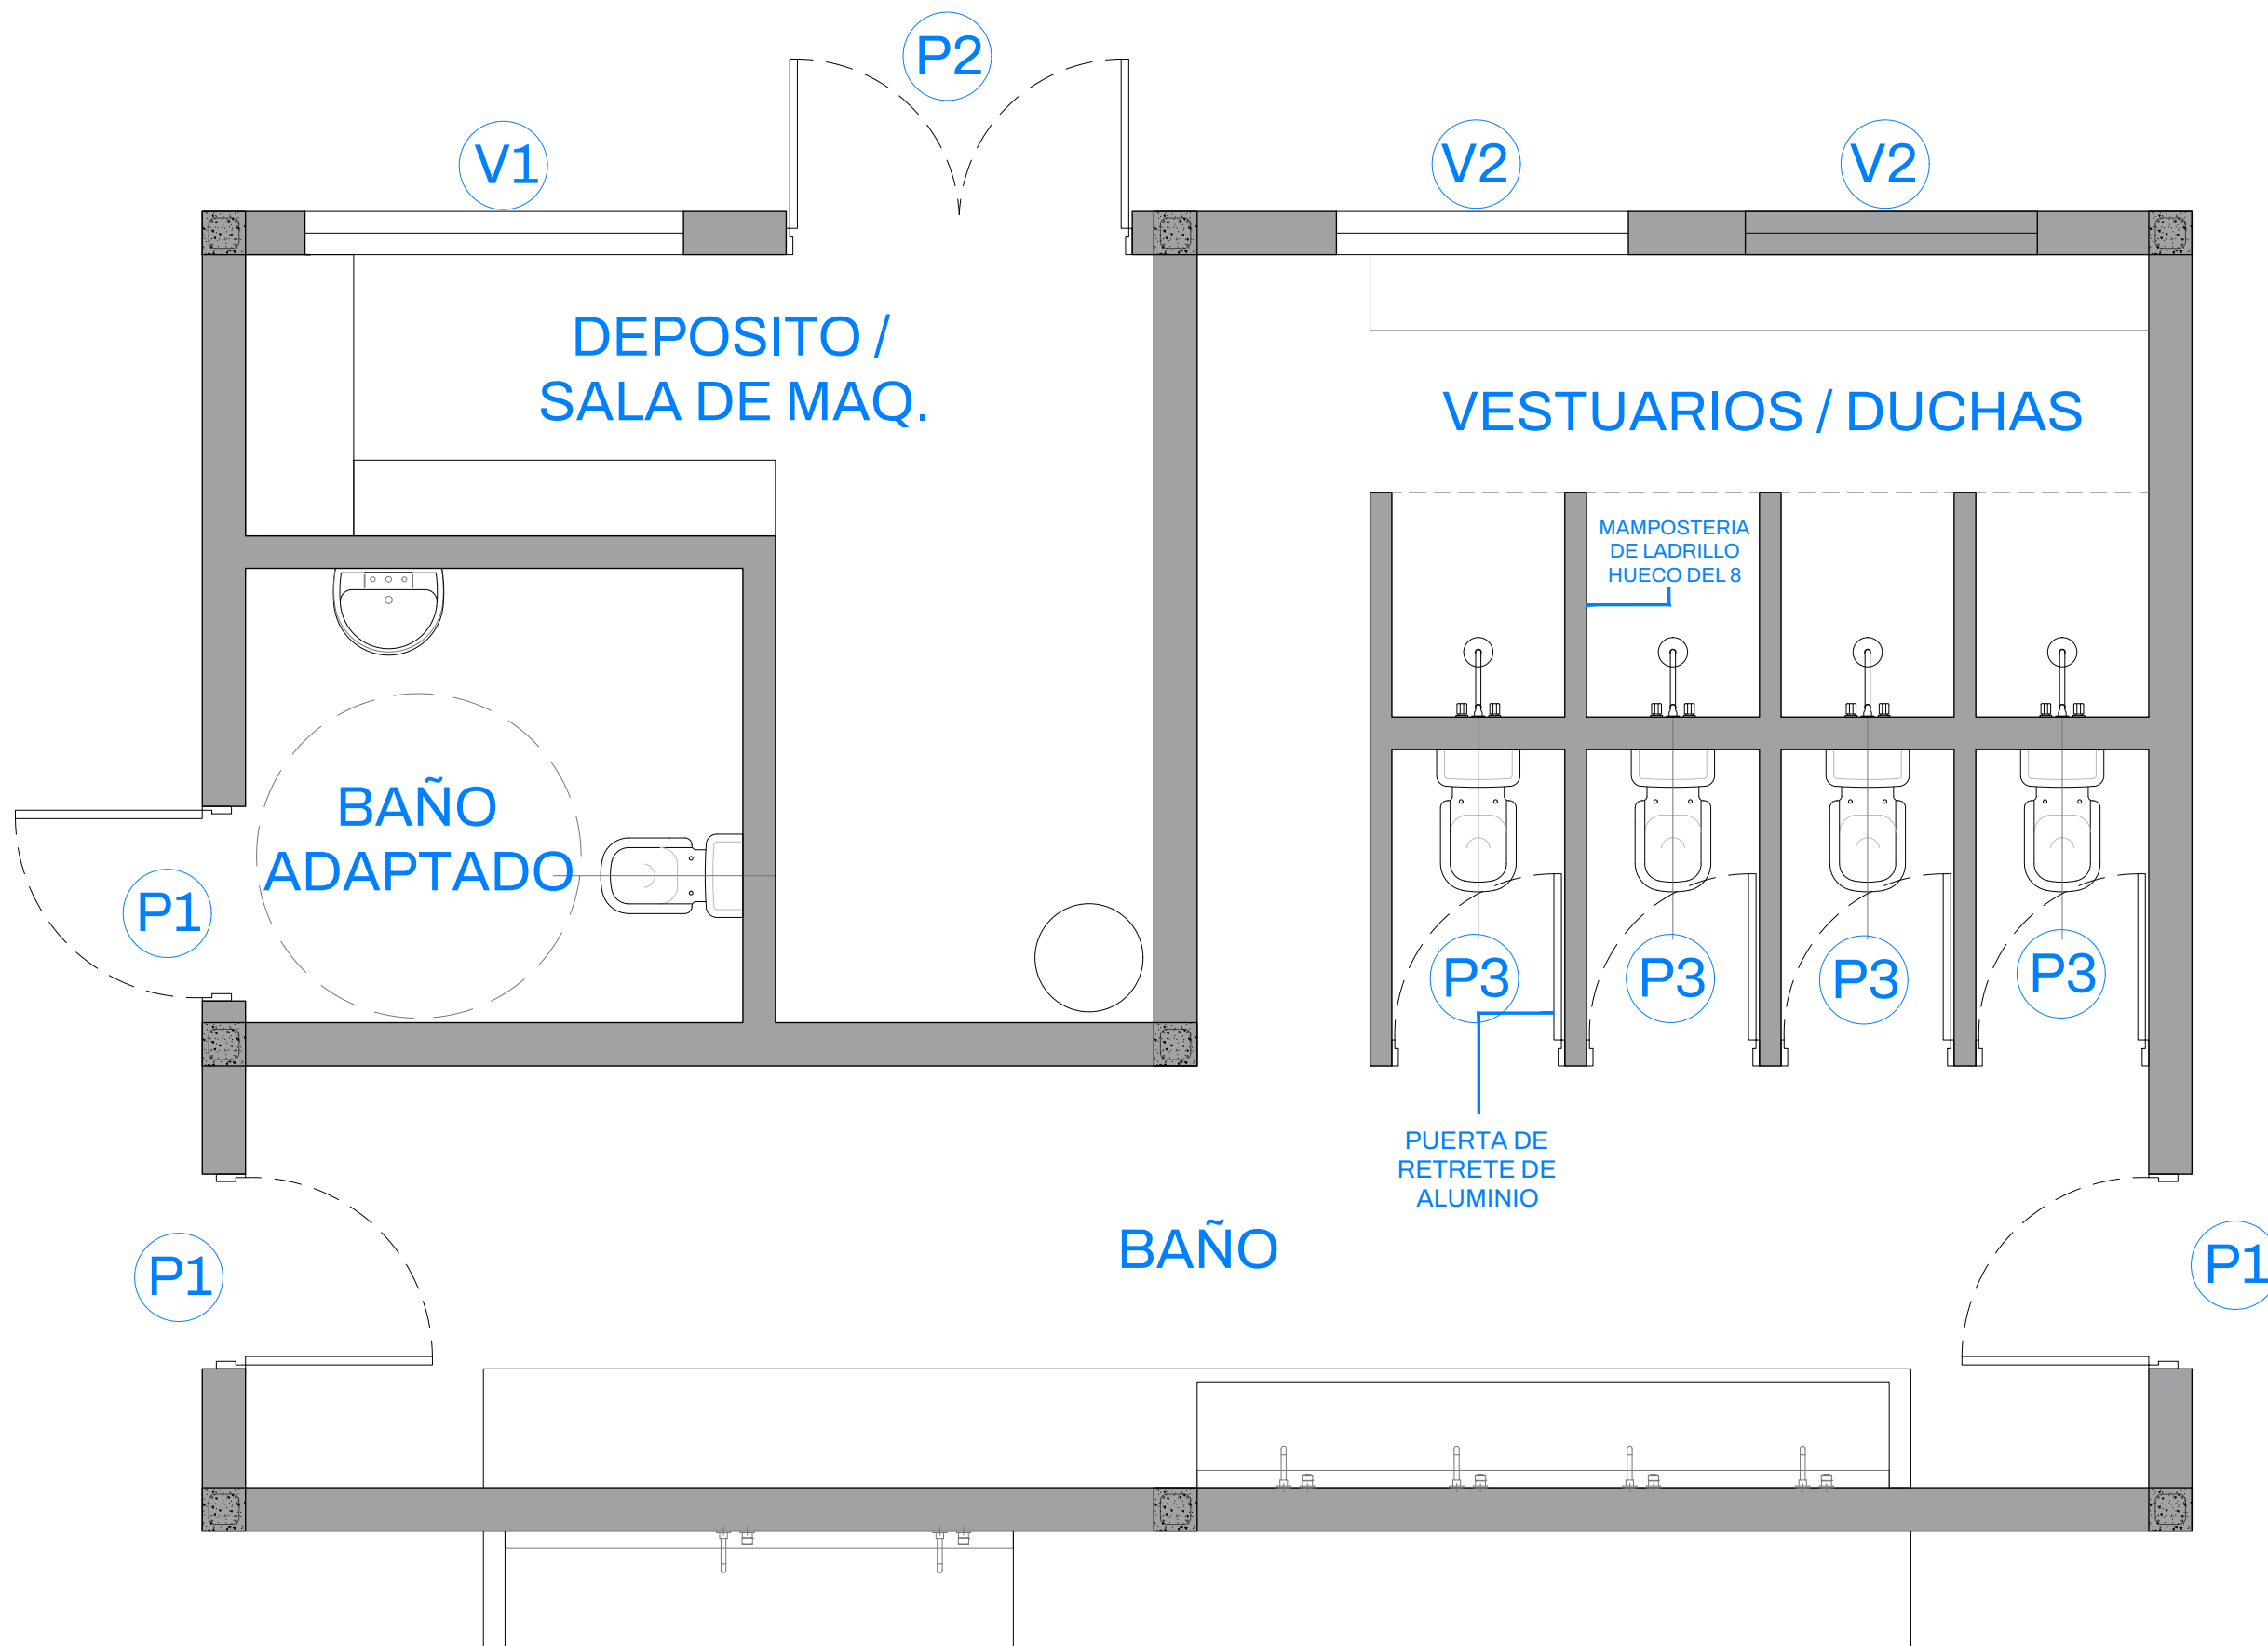 P2
V1
V2
V2
DEPOSITO /
SALA DE MAQ.
VESTUARIOS / DUCHAS
MAMPOSTERIA
DE LADRILLO
HUECO DEL 8
BAÑO
ADAPTADO
P1
P3
P3
P3
P3
PUERTA DE
RETRETE DE
ALUMINIO
BAÑO
P1
P1